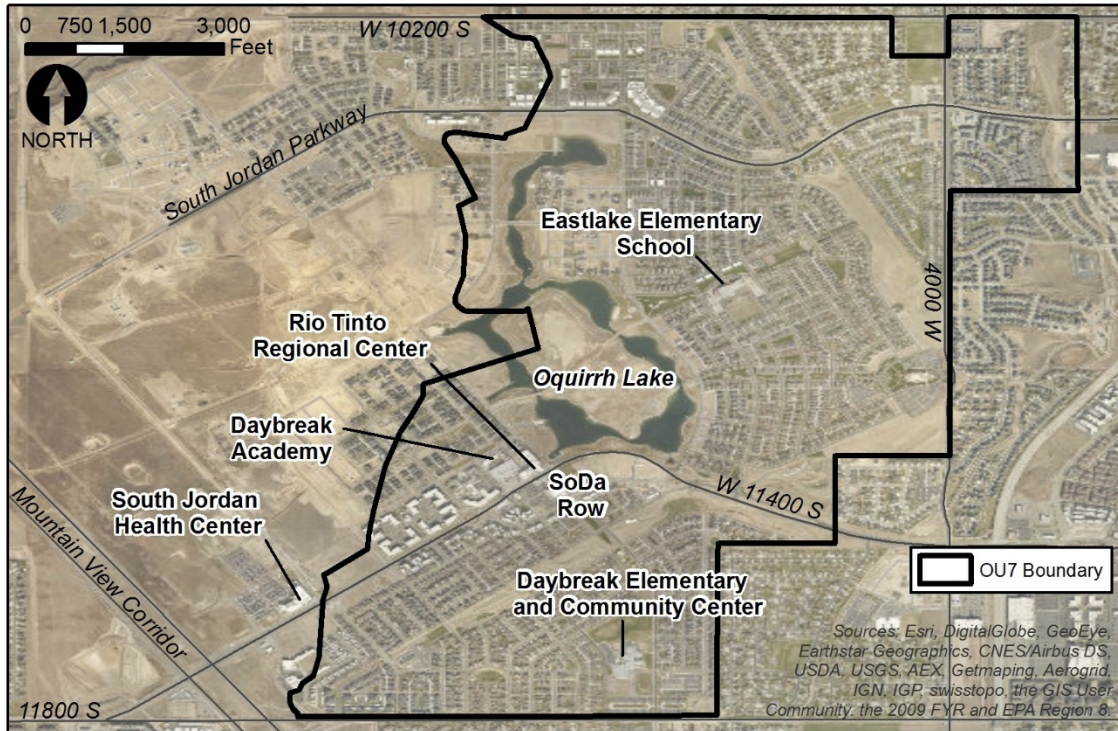 0 750 1,500 3,000
Feet
W 10200 S
NORTH
South Jordan Parkway
Eastlake Elementary
School
4000 W
Rio Tinto
Regional Center
Oquirrh Lake
Daybreak
Academy
SoDa
Row
W 11400 S
South Jordan
Health Center
Mountain View Corridor
OU7 Boundary
Daybreak Elementary
and Community Center
Sources: Esri, DigitalGlobe, GeoEye,
Earthstar Geographics, CNES/Airbus DS,
USDA, USGS, AEX, Getmaping, Aerogrid,
IGN, IGP, swisstopo, the GIS User
Community. the 2009 FYR and EPA Region 8.
11800 S